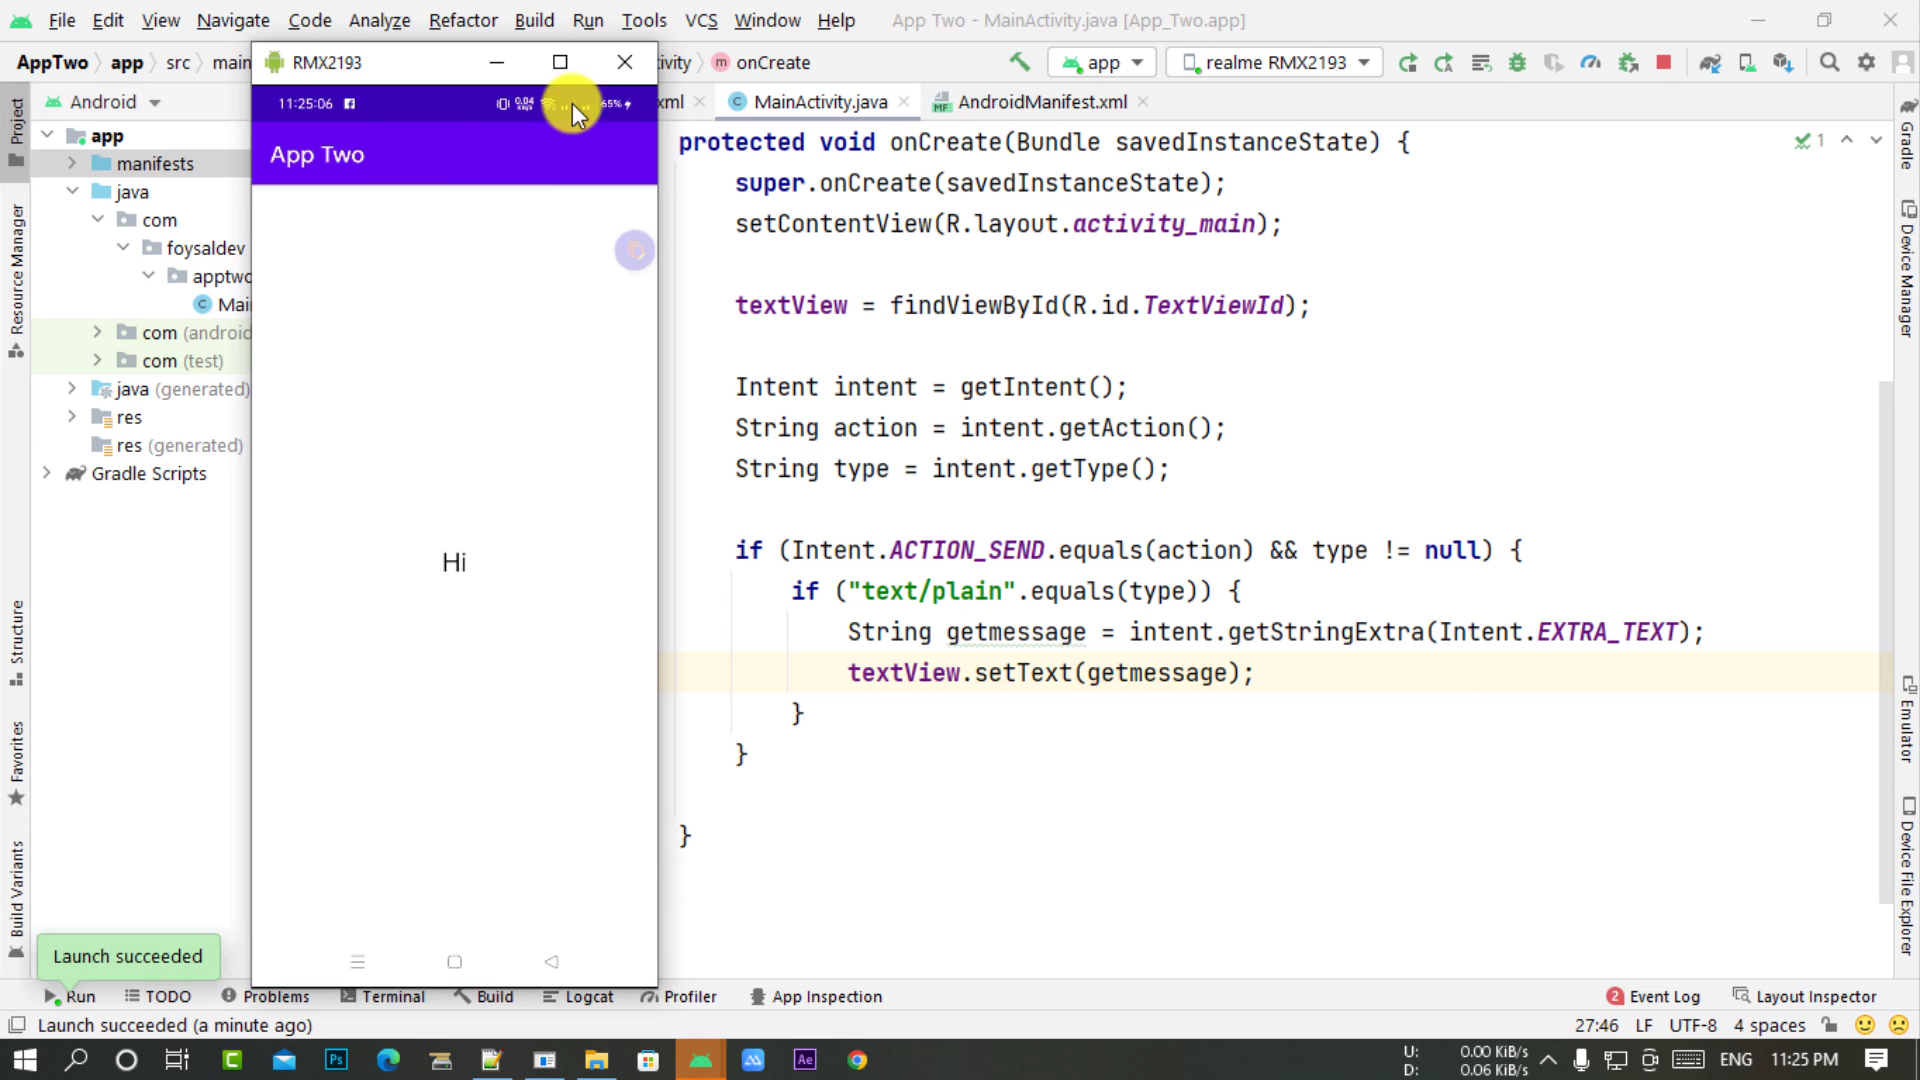 File Edit View Navigate Code Analyze Refactor Build Run Tools VCS Window Help App Two - MainActivity.java [App_Two.app]
AppTwo app src main ivity onCreate app realme RMX2193
RMX2193
Android
xml MainActivity.java AndroidManifest.xml
11:25:06 0.04 65%
App Two
Hi
app
manifests
java
com
foysaldev
apptwo
Mai
com (android
com (test)
java (generated)
res
res (generated)
Gradle Scripts
protected void onCreate(Bundle savedInstanceState) {
super.onCreate(savedInstanceState);
setContentView(R.layout.activity_main);
textView = findViewById(R.id.TextViewId);
Intent intent = getIntent();
String action = intent.getAction();
String type = intent.getType();
if (Intent.ACTION_SEND.equals(action) && type != null) {
if ("text/plain".equals(type)) {
String getmessage = intent.getStringExtra(Intent.EXTRA_TEXT);
textView.setText(getmessage);
}
}
}
1
Project
Resource Manager
Structure
Favorites
Build Variants
Gradle
Device Manager
Emulator
Device File Explorer
Launch succeeded
Run TODO Problems Terminal Build Logcat Profiler App Inspection 2 Event Log Layout Inspector
Launch succeeded (a minute ago) 27:46 LF UTF-8 4 spaces
U: 0.00 KiB/s
D: 0.06 KiB/s
ENG 11:25 PM